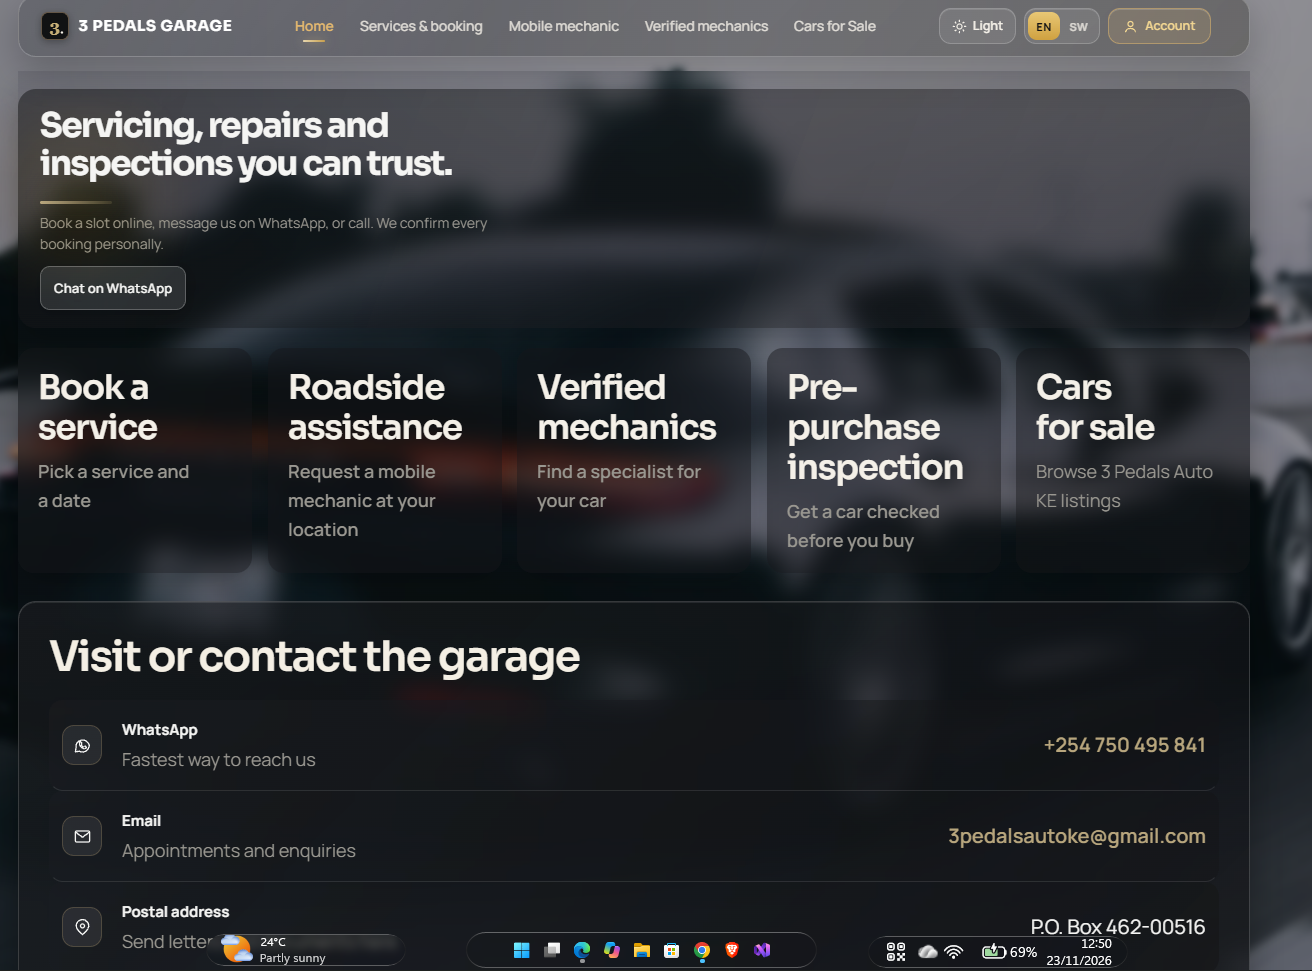 3. 3 PEDALS GARAGE Home Services & booking Mobile mechanic Verified mechanics Cars for Sale Light EN SW Account
Servicing, repairs and
inspections you can trust.
Book a slot online, message us on WhatsApp, or call. We confirm every
booking personally.
Chat on WhatsApp
Book a
service
Pick a service and
a date
Roadside
assistance
Request a mobile
mechanic at your
location
Verified
mechanics
Find a specialist for
your car
Pre-
purchase
inspection
Get a car checked
before you buy
Cars
for sale
Browse 3 Pedals Auto
KE listings
Visit or contact the garage
WhatsApp
Fastest way to reach us
+254 750 495 841
Email
Appointments and enquiries
3pedalsautoke@gmail.com
Postal address
Send letter
P.O. Box 462-00516
24°C
Partly sunny
69%
12:50
23/11/2026